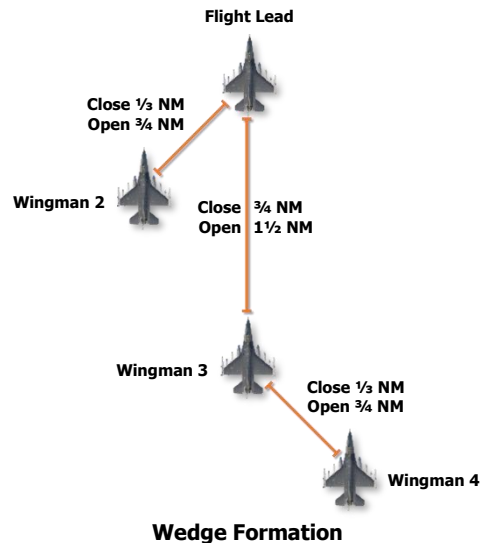 Flight Lead
Close ⅓ NM
Open ¾ NM
Wingman 2
Close ¾ NM
Open 1½ NM
Wingman 3
Close ⅓ NM
Open ¾ NM
Wingman 4
Wedge Formation